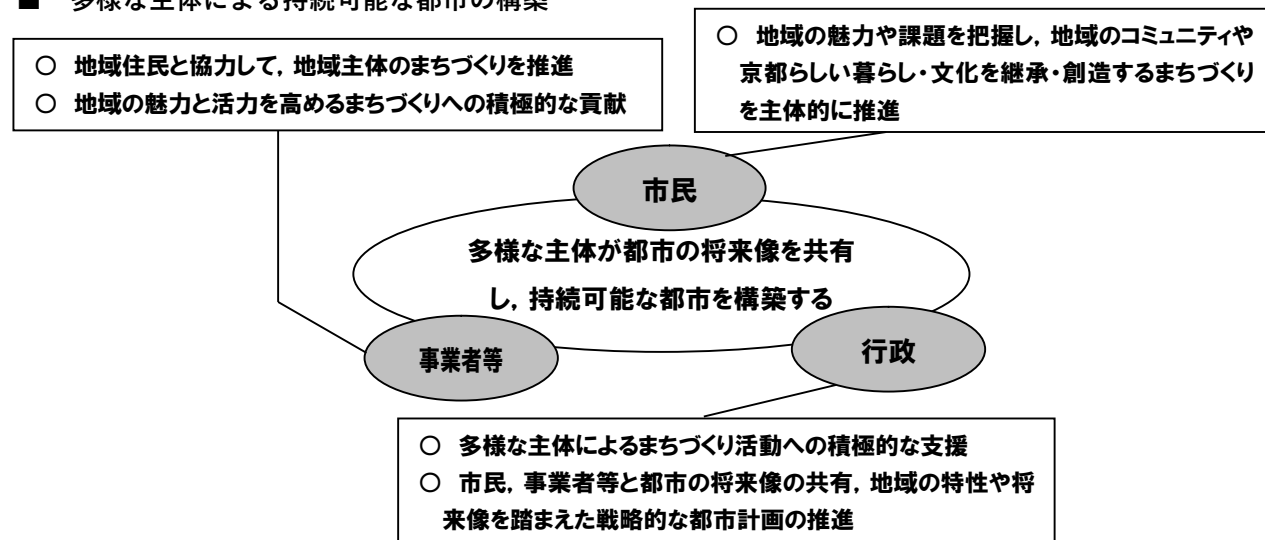 ■ 多様な主体による持続可能な都市の構築
○ 地域住民と協力して，地域主体のまちづくりを推進
○ 地域の魅力と活力を高めるまちづくりへの積極的な貢献
○ 地域の魅力や課題を把握し，地域のコミュニティや
京都らしい暮らし・文化を継承・創造するまちづくり
を主体的に推進
市民
多様な主体が都市の将来像を共有
し，持続可能な都市を構築する
事業者等
行政
○ 多様な主体によるまちづくり活動への積極的な支援
○ 市民，事業者等と都市の将来像の共有，地域の特性や将
来像を踏まえた戦略的な都市計画の推進